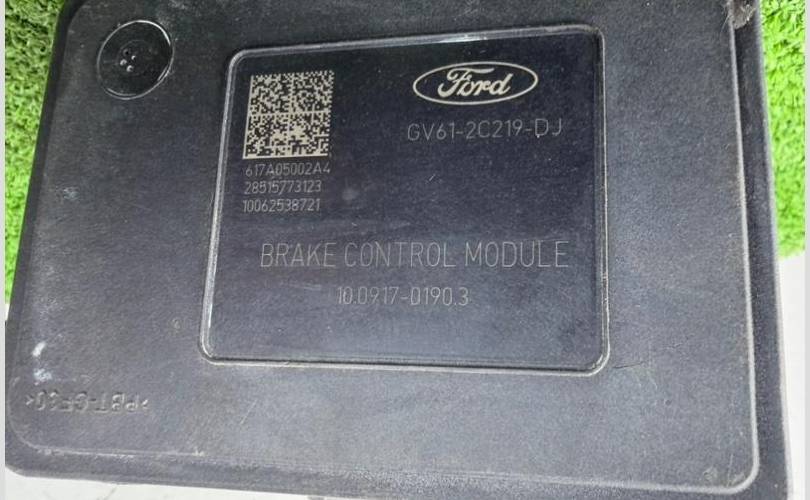 Ford
GV61-2C219-DJ
617A05002A4
28515773123
10062538721
BRAKE CONTROL MODULE
10.0917-0190.3
>PBT-GF30<